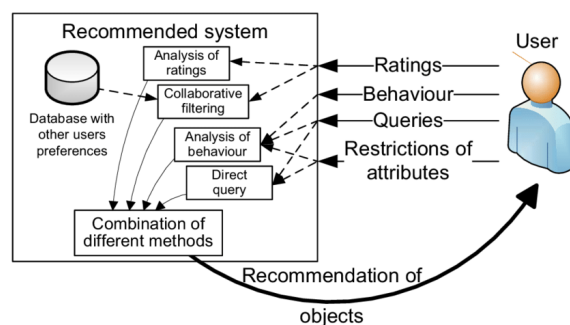 Recommended system
User
Analysis of
ratings
Ratings
Collaborative
filtering
Behaviour
Database with
other users
preferences
Queries
Analysis of
behaviour
Restrictions of
attributes
Direct
query
Combination of
different methods
Recommendation of
objects